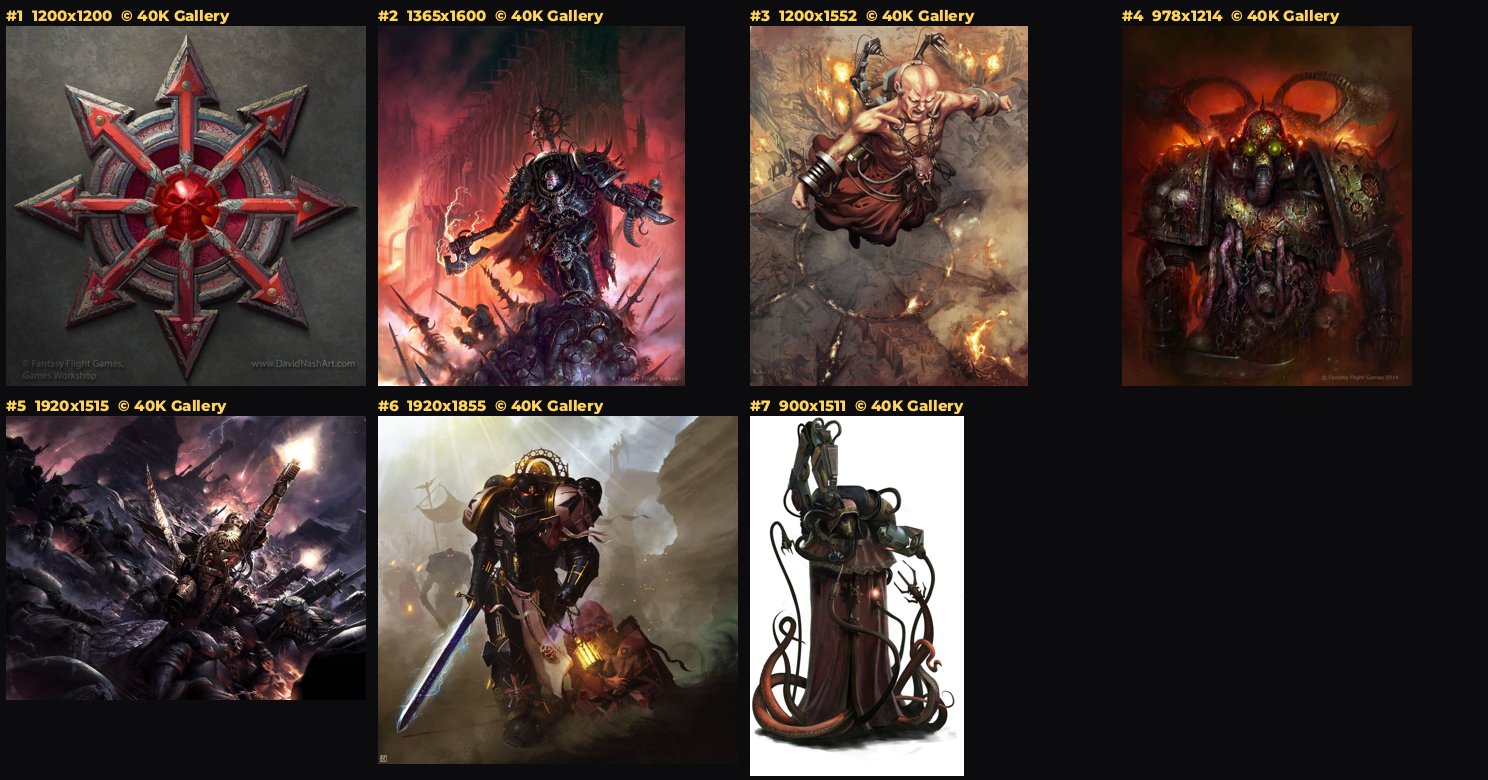 #1 1200x1200 © 40K Gallery
#2 1365x1600 © 40K Gallery
#3 1200x1552 © 40K Gallery
#4 978x1214 © 40K Gallery
© Fantasy Flight Games,
Games Workshop
www.DavidNashArt.com
Fantasy Flight Games
© Fantasy Flight Games 2014
#5 1920x1515 © 40K Gallery
#6 1920x1855 © 40K Gallery
#7 900x1511 © 40K Gallery